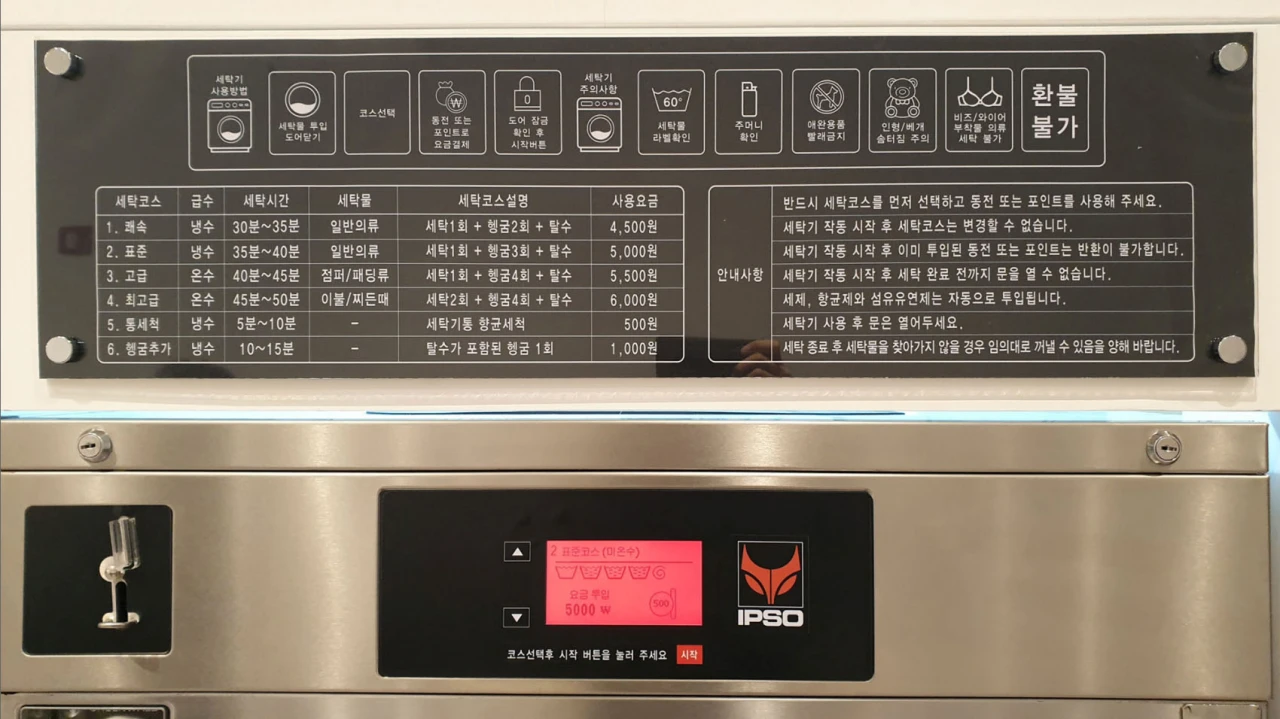 세탁기
사용방법
세탁물 투입
도어닫기
코스선택
₩
동전 또는
포인트로
요금결제
0
도어 잠금
확인 후
시작버튼
세탁기
주의사항
60°
세탁물
라벨확인
주머니
확인
애완용품
빨래금지
인형/베개
솜터짐 주의
비즈/와이어
부착물 의류
세탁 불가
환불
불가
세탁코스 급수 세탁시간 세탁물 세탁코스설명 사용요금
1. 쾌속 냉수 30분~35분 일반의류 세탁1회 + 헹굼2회 + 탈수 4,500원
2. 표준 냉수 35분~40분 일반의류 세탁1회 + 헹굼3회 + 탈수 5,000원
3. 고급 온수 40분~45분 점퍼/패딩류 세탁1회 + 헹굼4회 + 탈수 5,500원
4. 최고급 온수 45분~50분 이불/찌든때 세탁2회 + 헹굼4회 + 탈수 6,000원
5. 통세척 냉수 5분~10분 - 세탁기통 향균세척 500원
6. 헹굼추가 냉수 10~15분 - 탈수가 포함된 헹굼 1회 1,000원
안내사항
반드시 세탁코스를 먼저 선택하고 동전 또는 포인트를 사용해 주세요.
세탁기 작동 시작 후 세탁코스는 변경할 수 없습니다.
세탁기 작동 시작 후 이미 투입된 동전 또는 포인트는 반환이 불가합니다.
세탁기 작동 시작 후 세탁 완료 전까지 문을 열 수 없습니다.
세제, 항균제와 섬유유연제는 자동으로 투입됩니다.
세탁기 사용 후 문은 열어두세요.
세탁 종료 후 세탁물을 찾아가지 않을 경우 임의대로 꺼낼 수 있음을 양해 바랍니다.
2 표준코스 (미온수)
요금 투입
5000 ₩
500
IPSO
코스선택후 시작 버튼을 눌러 주세요 시작